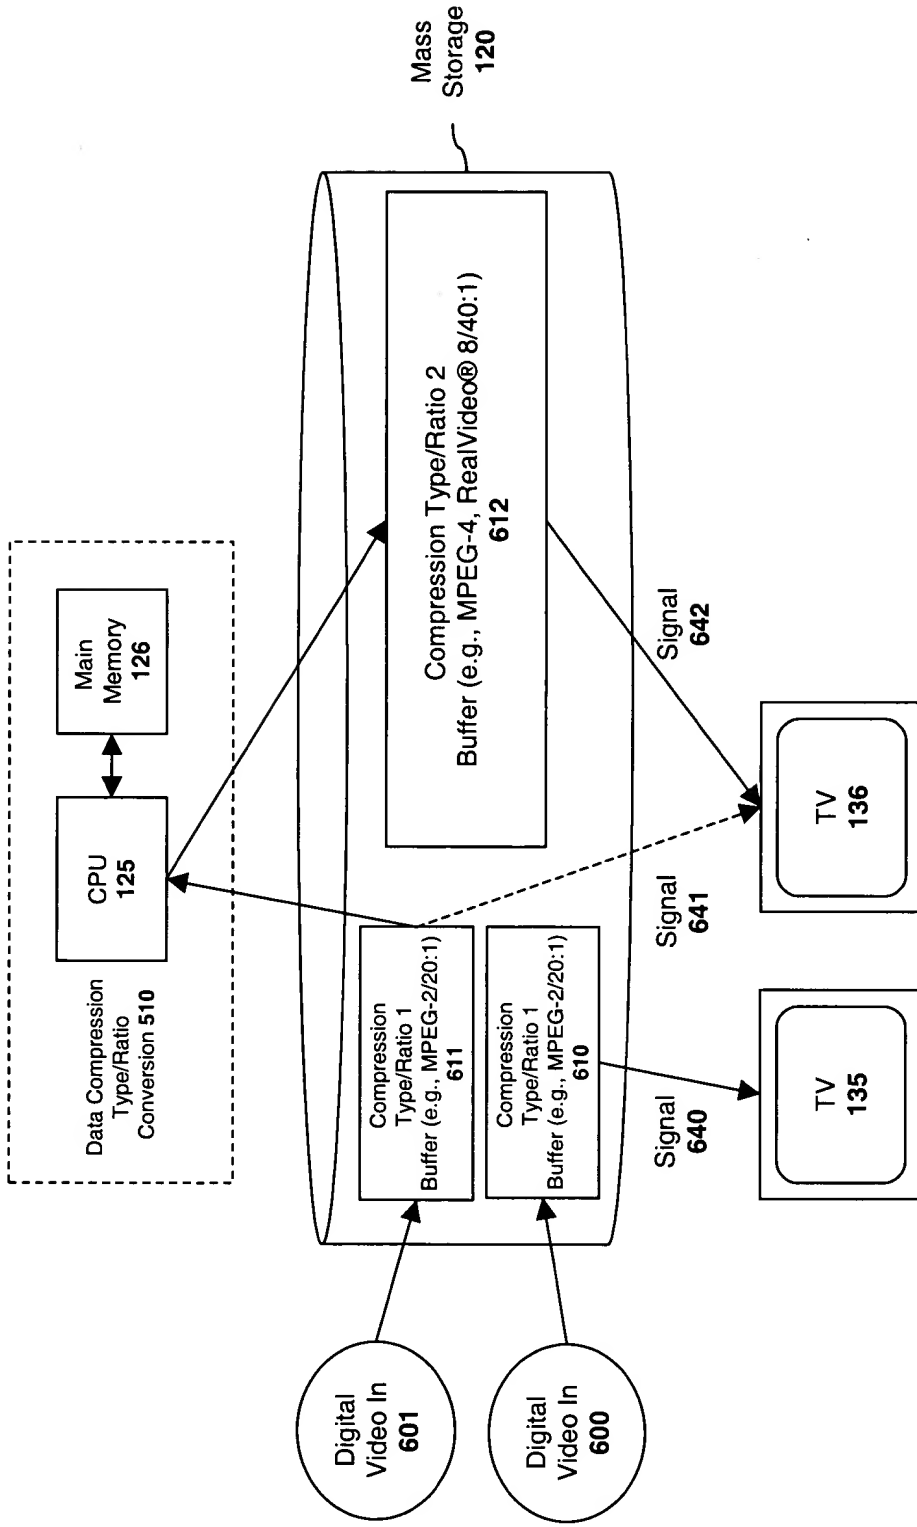 Data Compression
Type/Ratio
Conversion 510
CPU
125
Main
Memory
126
Digital
Video In
601
Digital
Video In
600
Compression
Type/Ratio 1
Buffer (e.g., MPEG-2/20:1)
611
Compression
Type/Ratio 1
Buffer (e.g., MPEG-2/20:1)
610
Compression Type/Ratio 2
Buffer (e.g., MPEG-4, RealVideo® 8/40:1)
612
Mass
Storage
120
Signal
640
Signal
641
Signal
642
TV
135
TV
136